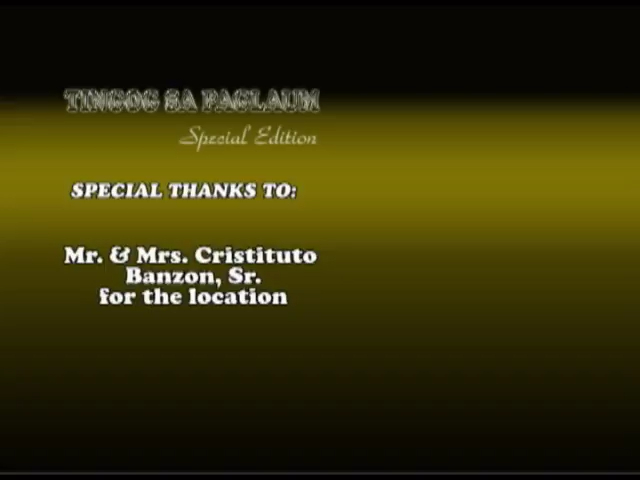 TINGOG SA PAGLAUM
Special Edition
SPECIAL THANKS TO:
Mr. & Mrs. Cristituto
Banzon, Sr.
for the location